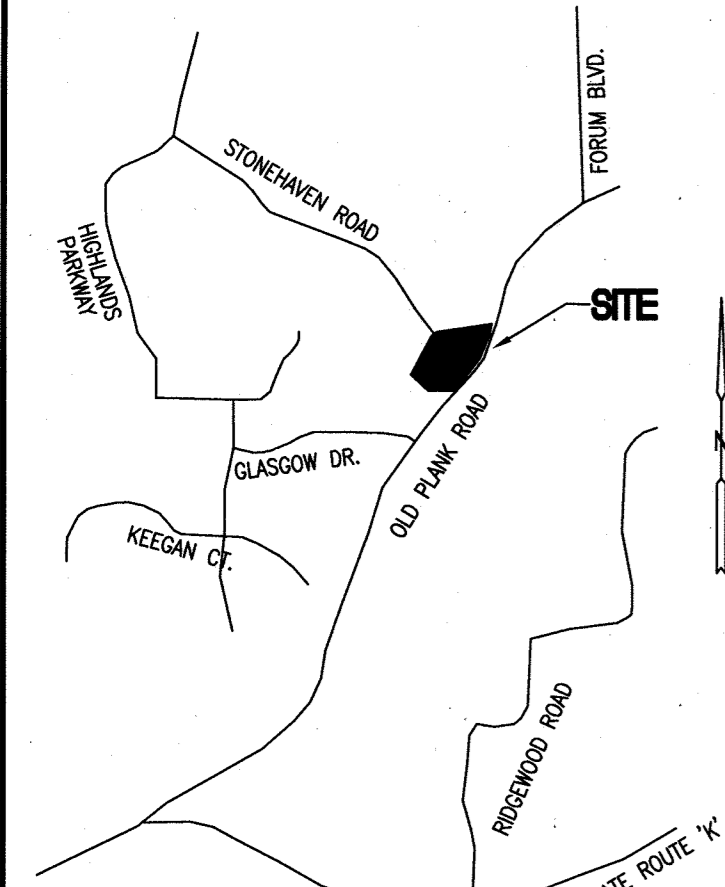 FORUM BLVD.
STONEHAVEN ROAD
HIGHLANDS
PARKWAY
SITE
N
OLD PLANK ROAD
GLASGOW DR.
KEEGAN CT.
RIDGEWOOD ROAD
ROUTE 'K'